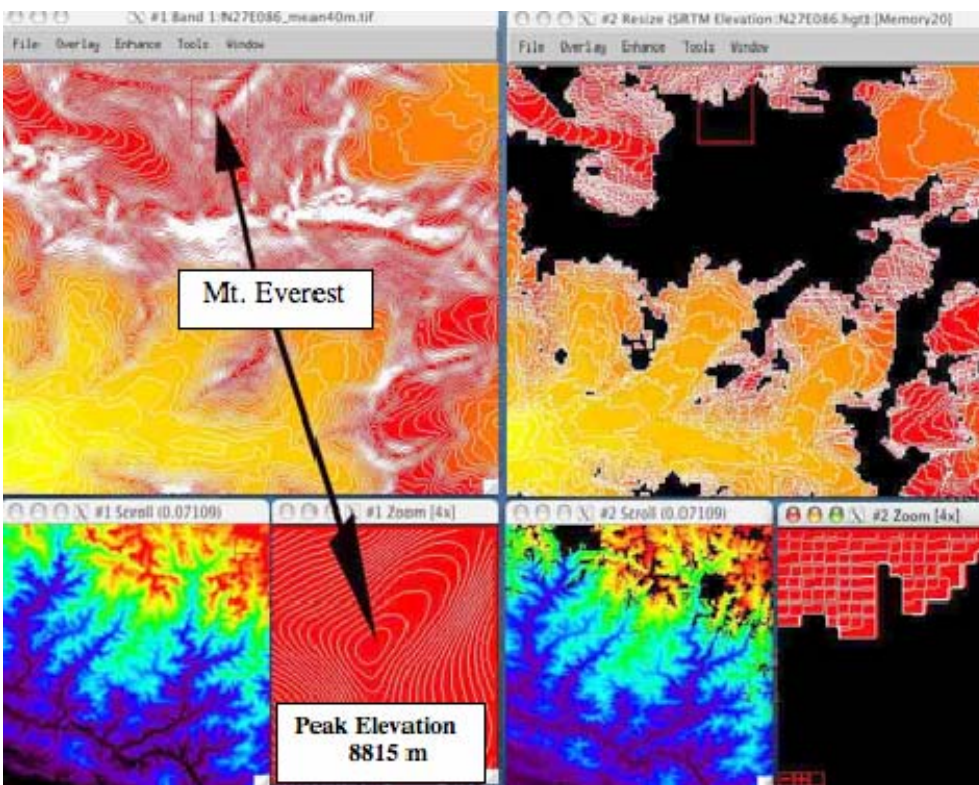 #1 Band 1:N27E086_mean40m.tif
File Overlay Enhance Tools Window
#2 Resize (SRTM Elevation:N27E086.hgt):[Memory20]
File Overlay Enhance Tools Window
Mt. Everest
#1 Scroll (0.07109)
#1 Zoom [4x]
#2 Scroll (0.07109)
#2 Zoom [4x]
Peak Elevation
8815 m